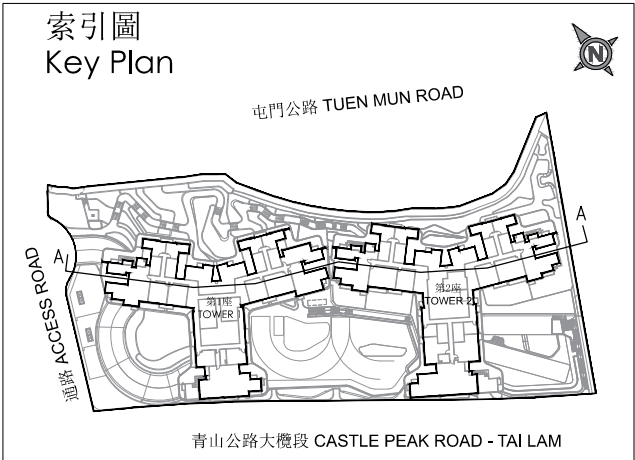 索引圖
Key Plan
N
屯門公路 TUEN MUN ROAD
A
A
通路 ACCESS ROAD
第1座
TOWER 1
第2座
TOWER 2
青山公路大欖段 CASTLE PEAK ROAD - TAI LAM